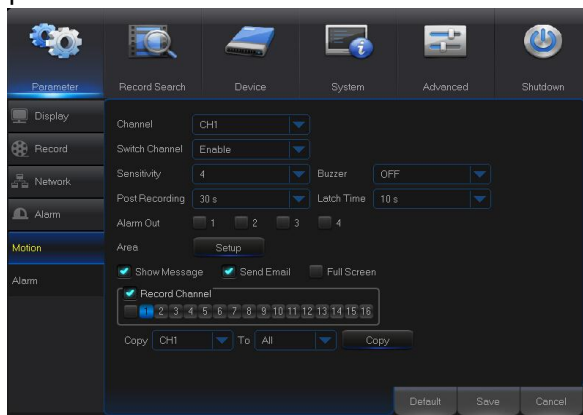 Parameter Record Search Device System Advanced Shutdown
Display
Record
Network
Alarm
Motion
Alarm
Channel CH1
Switch Channel Enable
Sensitivity 4 Buzzer OFF
Post Recording 30 s Latch Time 10 s
Alarm Out 1 2 3 4
Area Setup
Show Message Send Email Full Screen
Record Channel
1 2 3 4 5 6 7 8 9 10 11 12 13 14 15 16
Copy CH1 To All Copy
Default Save Cancel